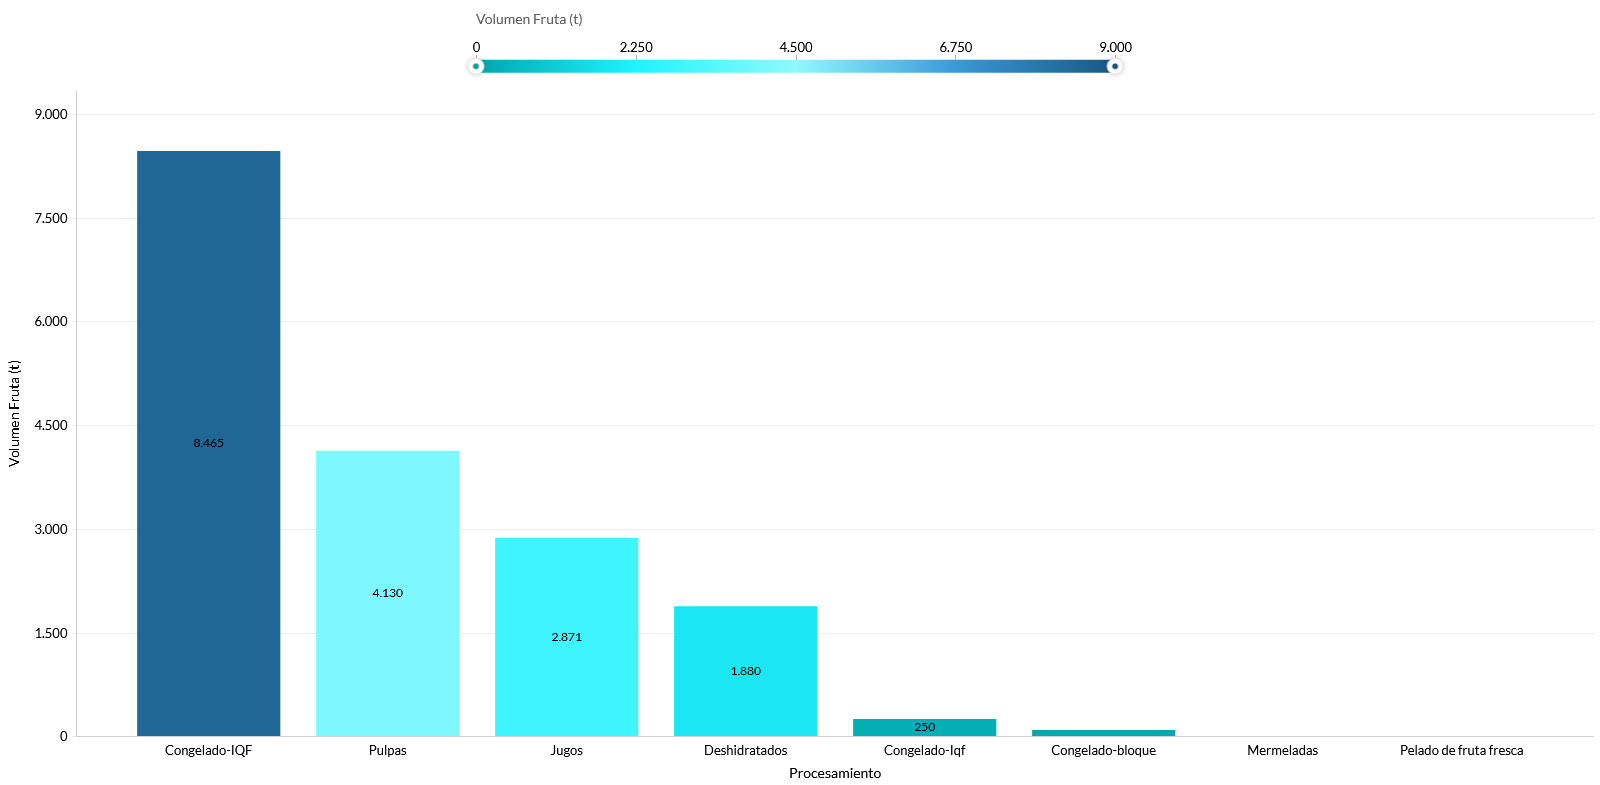 Volumen Fruta (t)
0 2.250 4.500 6.750 9.000
9.000
7.500
6.000
4.500
3.000
1.500
0
Volumen Fruta (t)
8.465
4.130
2.871
1.880
250
Congelado-IQF Pulpas Jugos Deshidratados Congelado-Iqf Congelado-bloque Mermeladas Pelado de fruta fresca
Procesamiento